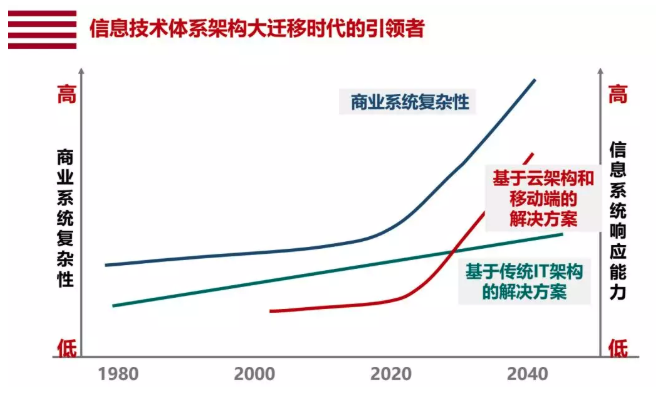 信息技术体系架构大迁移时代的引领者
高
高
商业系统复杂性
商业系统复杂性
信息系统响应能力
基于云架构和
移动端的
解决方案
基于传统IT架构
的解决方案
低
低
1980
2000
2020
2040